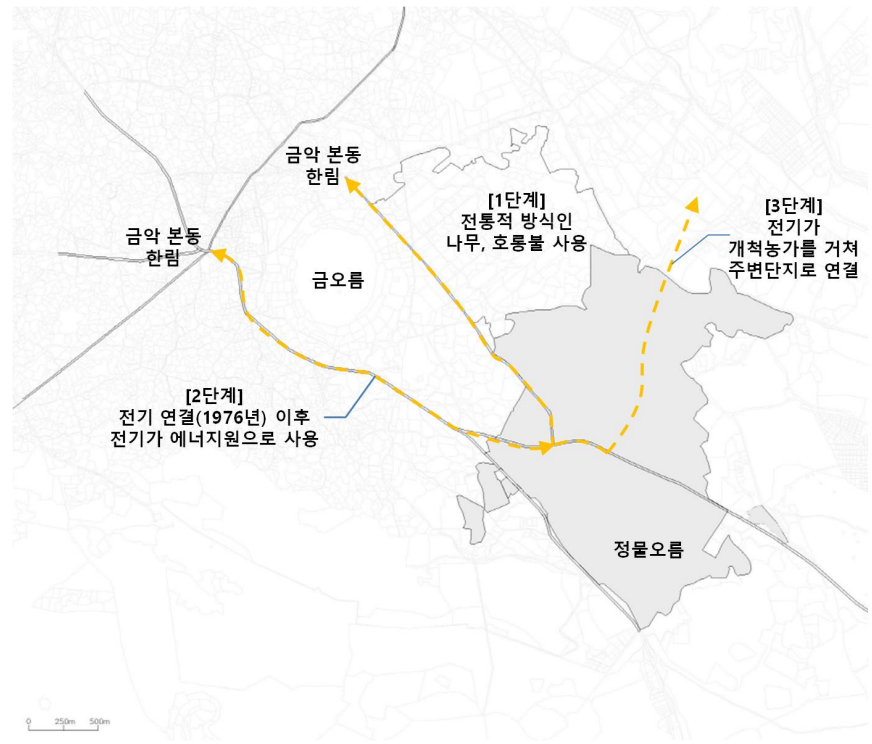 금악 본동
한림
[1단계]
전통적 방식인
나무, 호롱불 사용
[3단계]
전기가
개척농가를 거쳐
주변단지로 연결
금악 본동
한림
금오름
[2단계]
전기 연결(1976년) 이후
전기가 에너지원으로 사용
정물오름
0 250m 500m